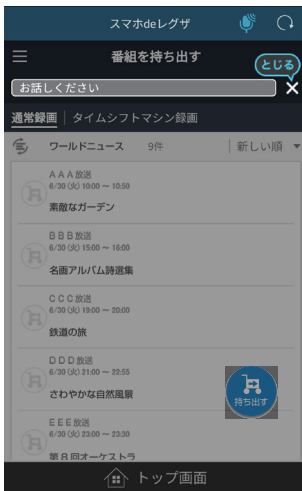 スマホdeレグザ
番組を持ち出す
とじる
お話しください
通常録画 タイムシフトマシン録画
ワールドニュース 9件 新しい順
AAA放送
6/30 (火) 10:00 ～ 10:50
素敵なガーデン
BBB放送
6/30 (火) 15:00 ～ 16:00
名画アルバム詩選集
CCC放送
6/30 (火) 19:00 ～ 20:00
鉄道の旅
DDD放送
6/30 (火) 21:00 ～ 22:55
さわやかな自然風景
持ち出す
EEE放送
6/30 (火) 23:00 ～ 23:30
第8回オーケストラ
トップ画面